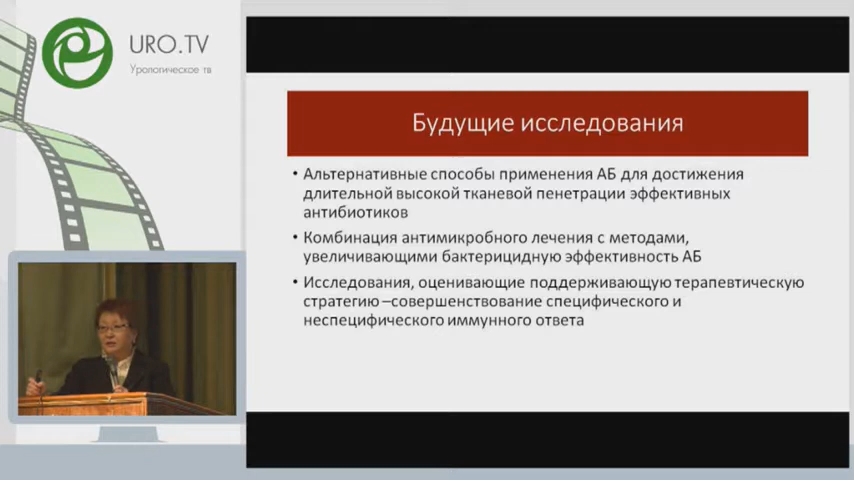 URO.TV
Урологическое тв
Будущие исследования
• Альтернативные способы применения АБ для достижения
длительной высокой тканевой пенетрации эффективных
антибиотиков
• Комбинация антимикробного лечения с методами,
увеличивающими бактерицидную эффективность АБ
• Исследования, оценивающие поддерживающую терапевтическую
стратегию –совершенствование специфического и
неспецифического иммунного ответа